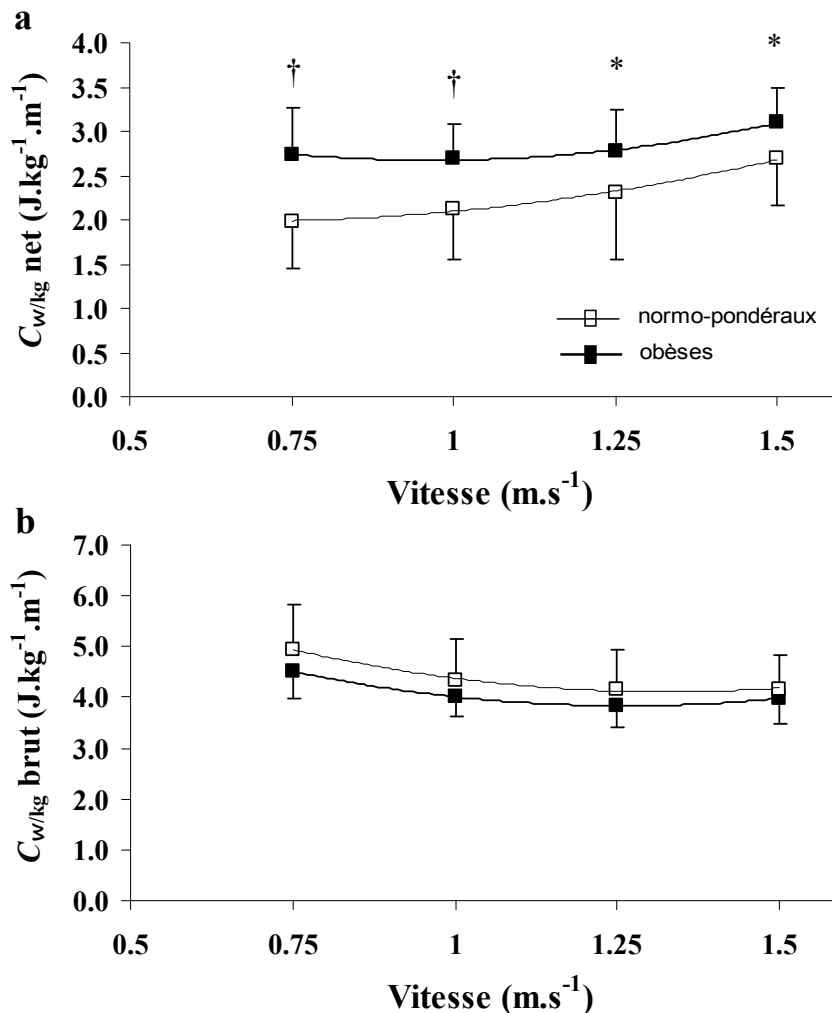 a
C_w/kg net (J.kg⁻¹.m⁻¹)
4.0
3.5
3.0
2.5
2.0
1.5
1.0
0.5
0.0
† † * *
normo-pondéraux
obèses
0.5 0.75 1 1.25 1.5
Vitesse (m.s⁻¹)
b
C_w/kg brut (J.kg⁻¹.m⁻¹)
7.0
6.0
5.0
4.0
3.0
2.0
1.0
0.0
0.5 0.75 1 1.25 1.5
Vitesse (m.s⁻¹)